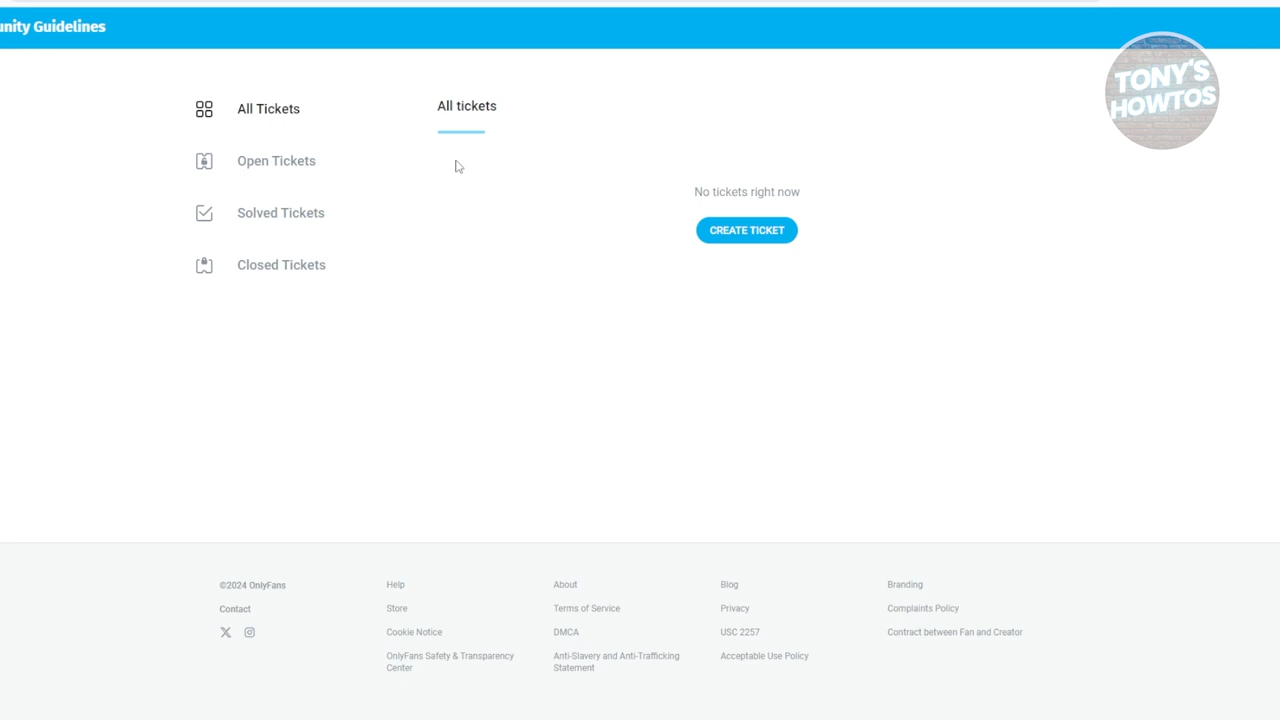 unity Guidelines
TONY'S
HOWTOS
All Tickets
Open Tickets
Solved Tickets
Closed Tickets
All tickets
No tickets right now
CREATE TICKET
©2024 OnlyFans
Contact
Help
Store
Cookie Notice
OnlyFans Safety & Transparency
Center
About
Terms of Service
DMCA
Anti-Slavery and Anti-Trafficking
Statement
Blog
Privacy
USC 2257
Acceptable Use Policy
Branding
Complaints Policy
Contract between Fan and Creator